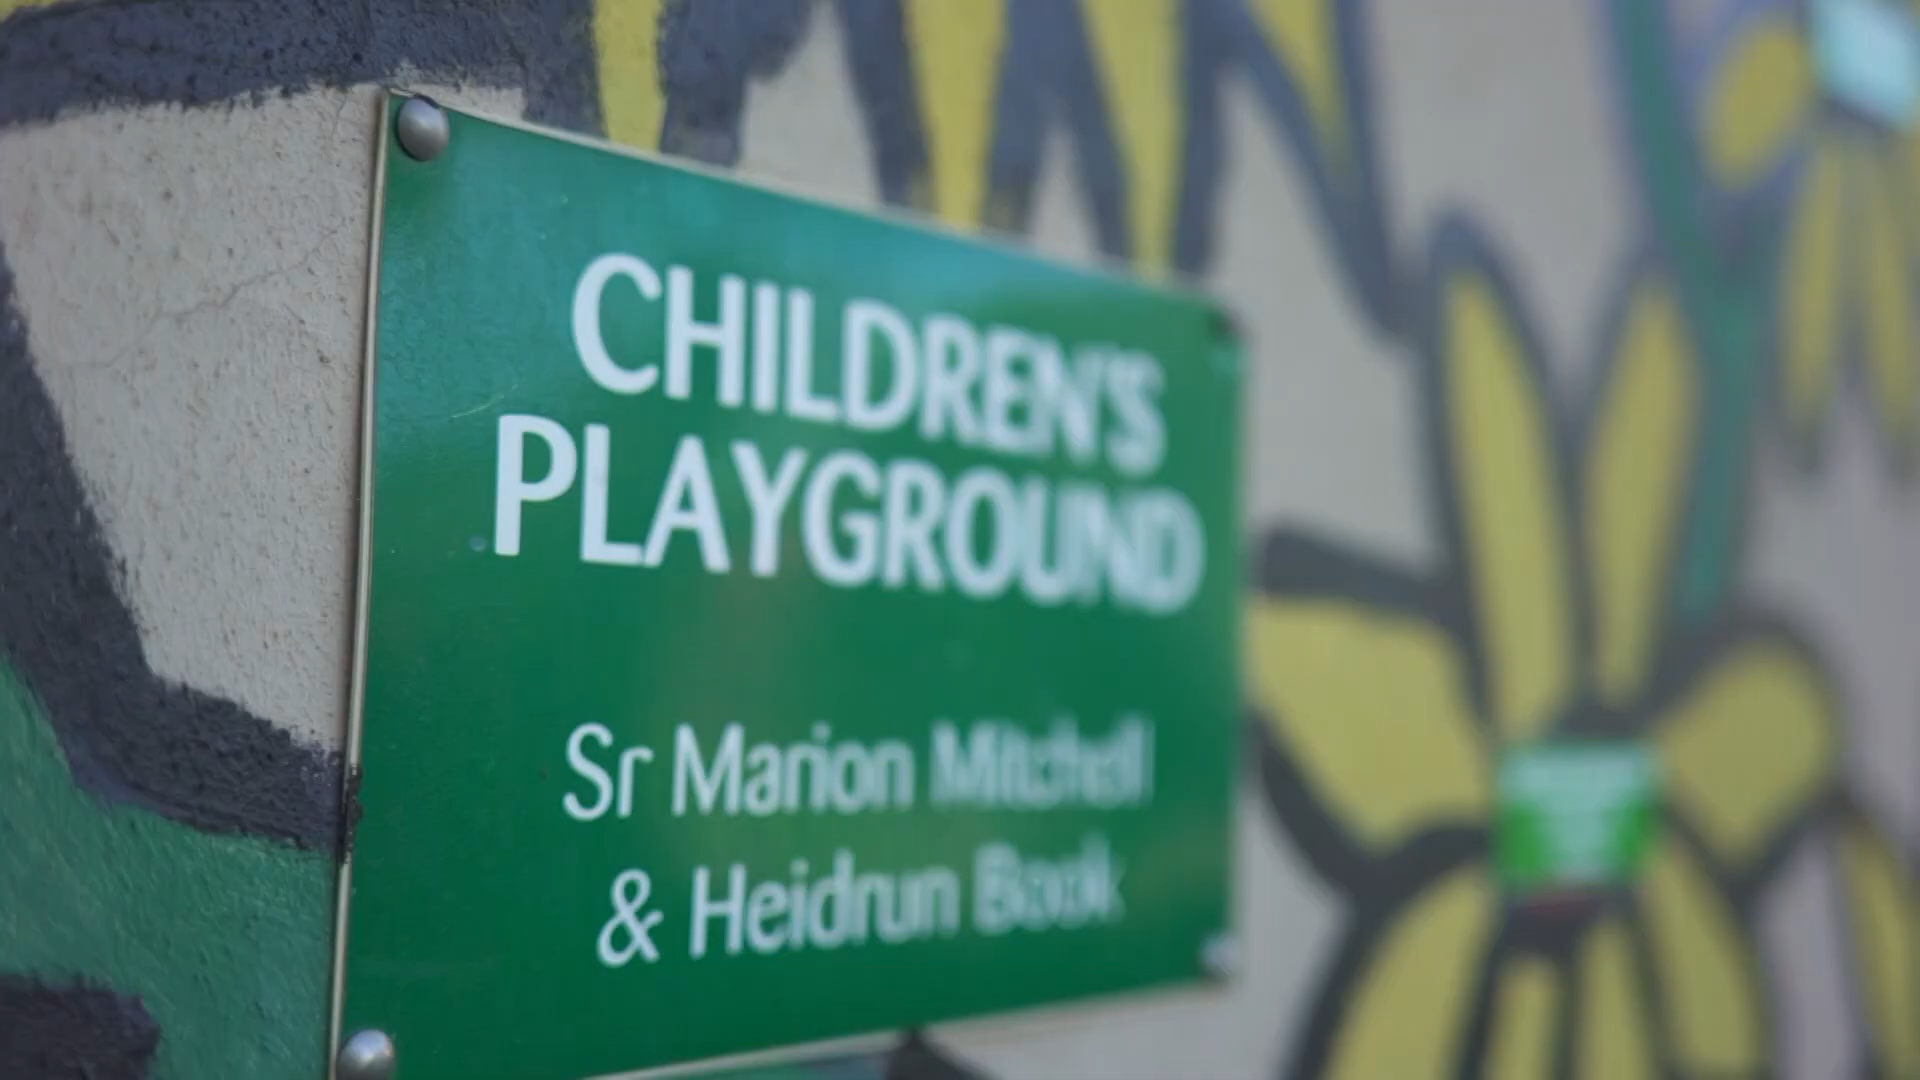 CHILDREN'S
PLAYGROUND
Sr Marion Mitchell
& Heidrun Book